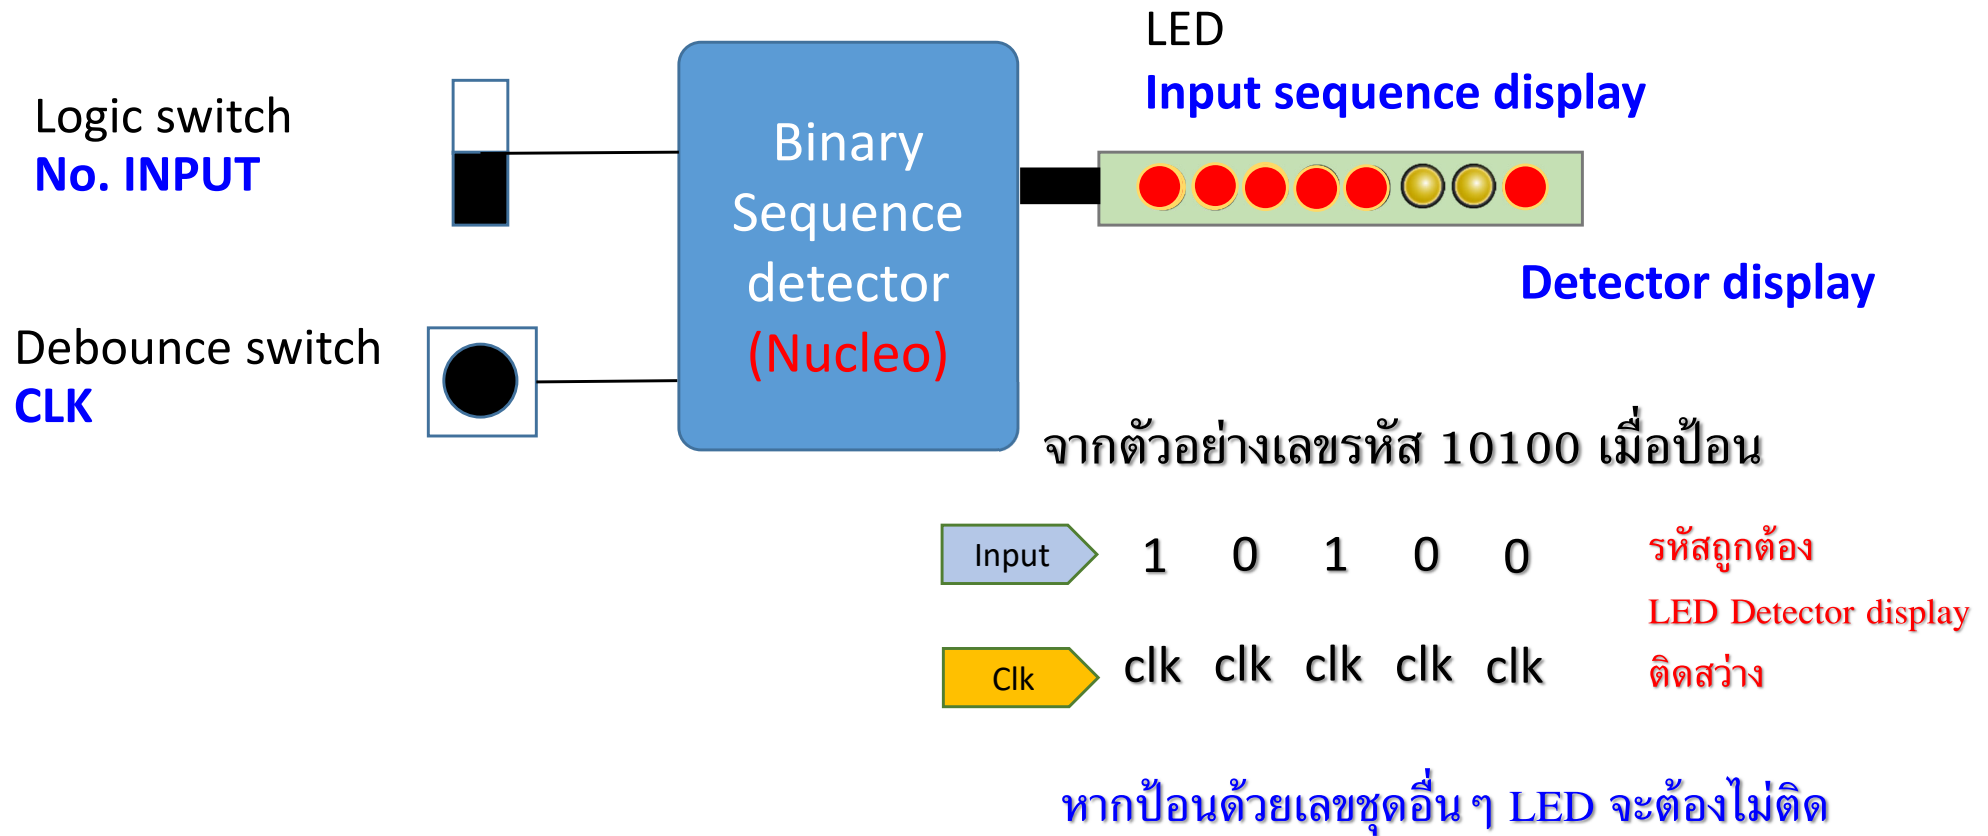 Logic switch
No. INPUT
Debounce switch
CLK
Binary
Sequence
detector
(Nucleo)
LED
Input sequence display
Detector display
จากตัวอย่างเลขรหัส 10100 เมื่อป้อน
Input 1 0 1 0 0 รหัสถูกต้อง
LED Detector display
Clk clk clk clk clk clk ติดสว่าง
หากป้อนด้วยเลขชุดอื่น ๆ LED จะต้องไม่ติด